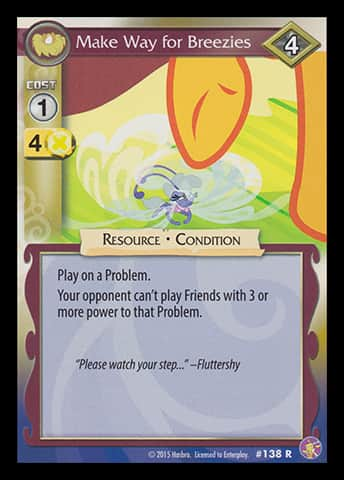 Make Way for Breezies
4
COST
1
4
RESOURCE • CONDITION
Play on a Problem.
Your opponent can't play Friends with 3 or
more power to that Problem.
"Please watch your step..." –Fluttershy
© 2015 Hasbro. Licensed to Enterplay.
#138 R